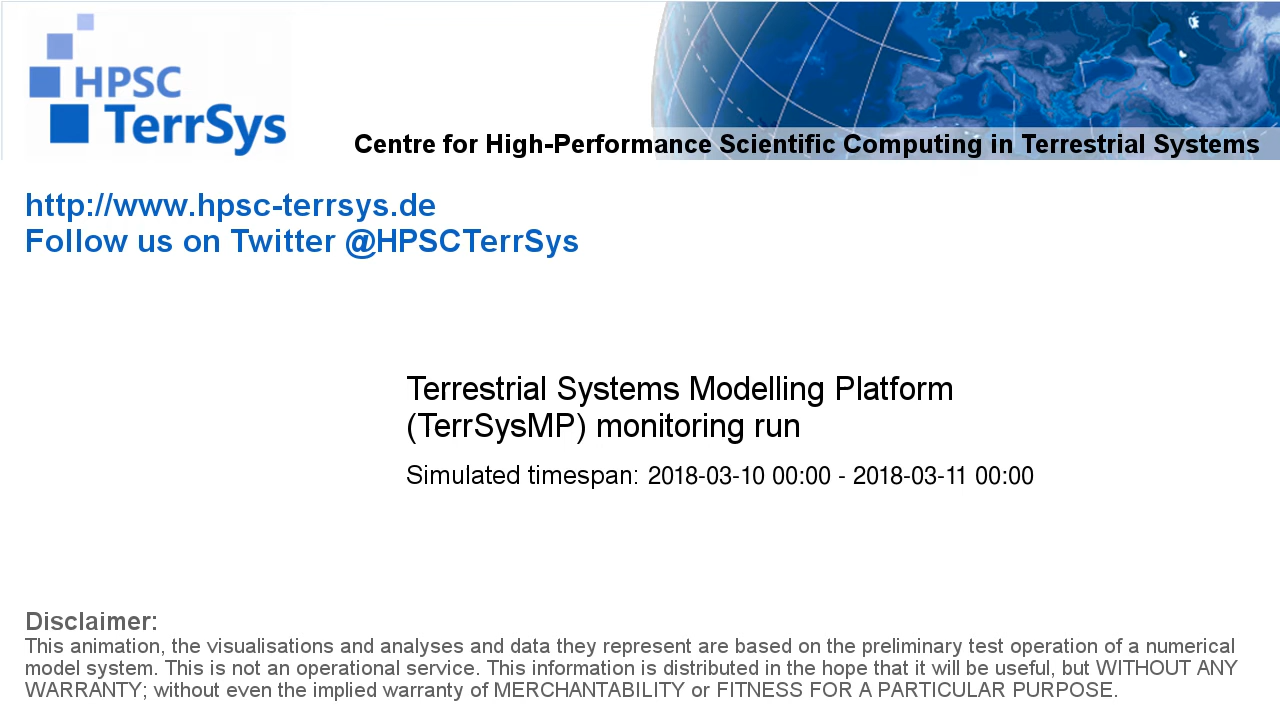 HPSC
TerrSys
Centre for High-Performance Scientific Computing in Terrestrial Systems
http://www.hpsc-terrsys.de
Follow us on Twitter @HPSCTerrSys
Terrestrial Systems Modelling Platform
(TerrSysMP) monitoring run
Simulated timespan: 2018-03-10 00:00 - 2018-03-11 00:00
Disclaimer:
This animation, the visualisations and analyses and data they represent are based on the preliminary test operation of a numerical
model system. This is not an operational service. This information is distributed in the hope that it will be useful, but WITHOUT ANY
WARRANTY; without even the implied warranty of MERCHANTABILITY or FITNESS FOR A PARTICULAR PURPOSE.